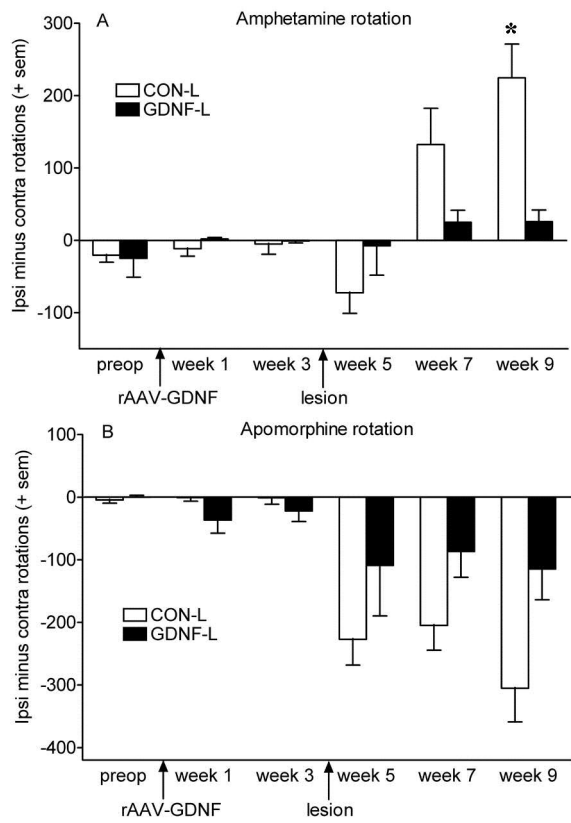 A Amphetamine rotation
Ipsi minus contra rotations (+ sem)
300
200
100
0
-100
*
CON-L
GDNF-L
preop week 1 week 3 week 5 week 7 week 9
rAAV-GDNF lesion
B Apomorphine rotation
Ipsi minus contra rotations (+ sem)
100
0
-100
-200
-300
-400
CON-L
GDNF-L
preop week 1 week 3 week 5 week 7 week 9
rAAV-GDNF lesion